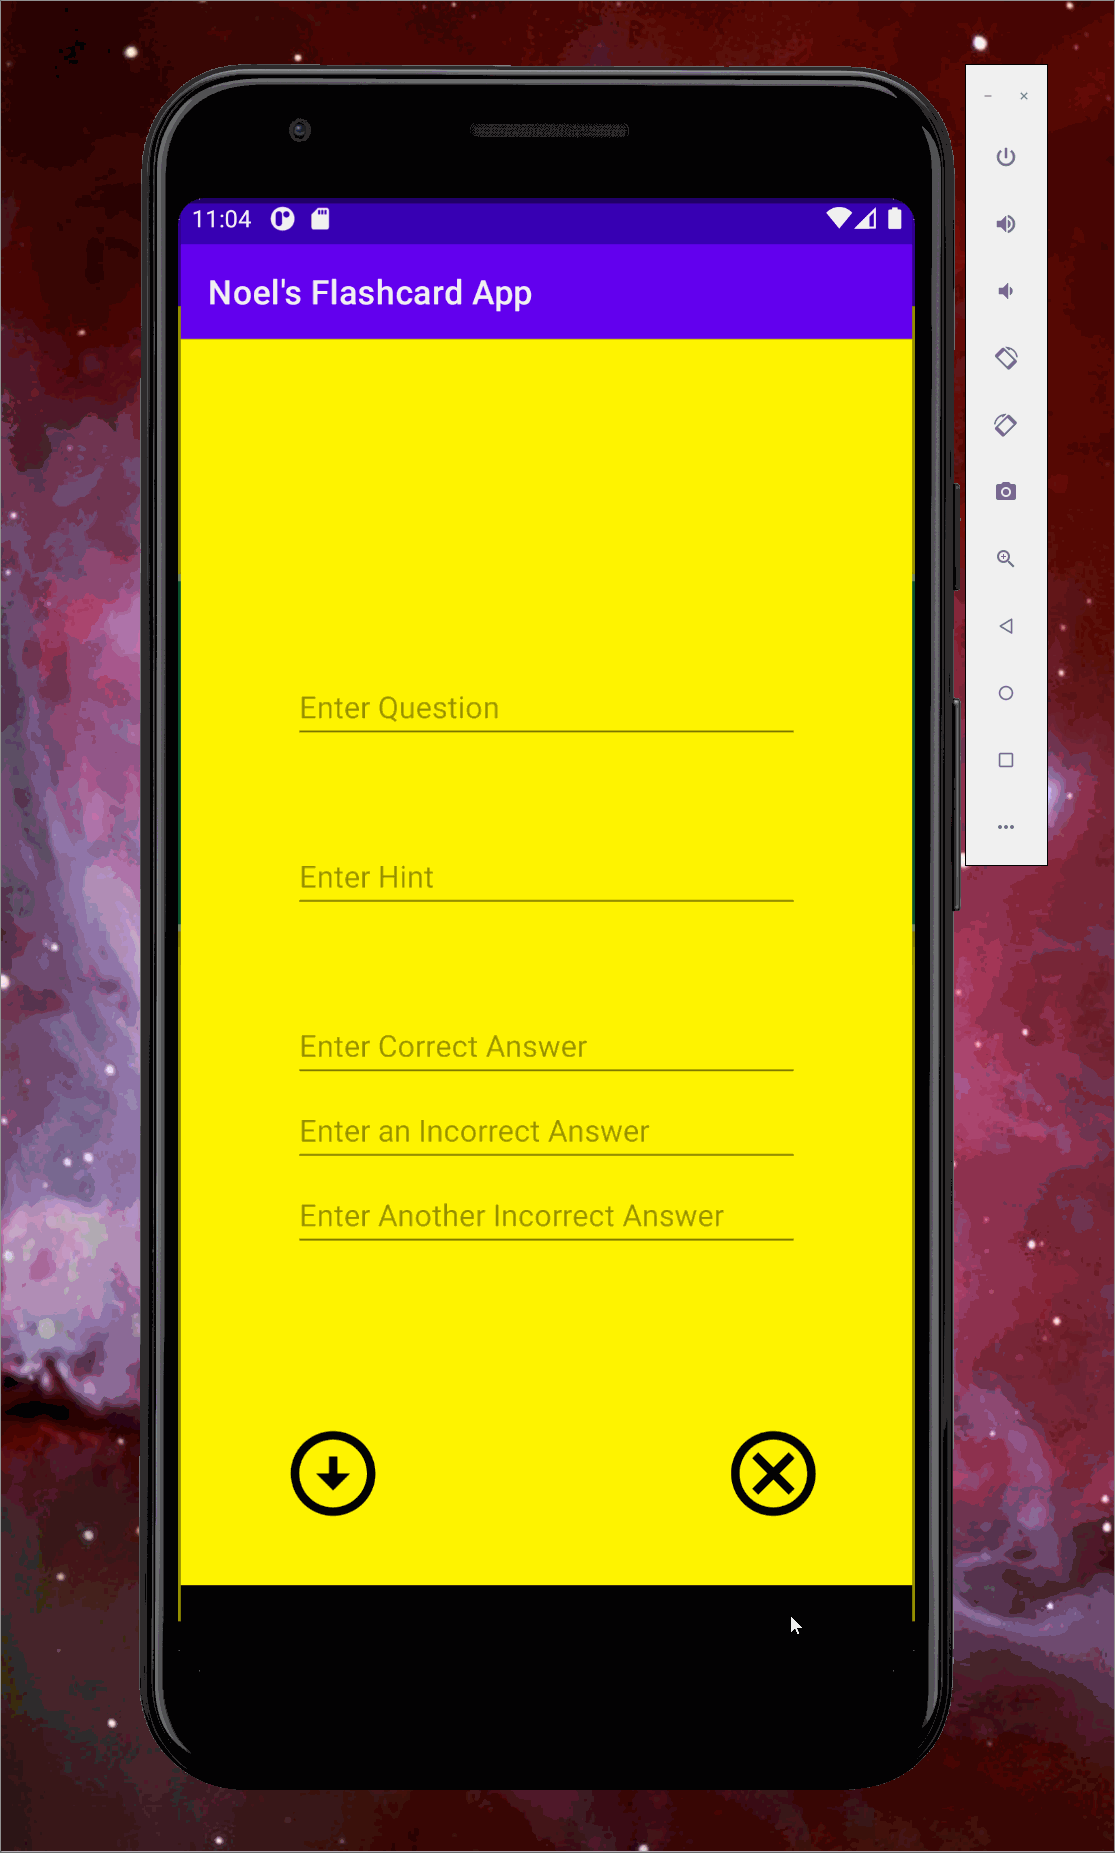 11:04
Noel's Flashcard App
Enter Question
Enter Hint
Enter Correct Answer
Enter an Incorrect Answer
Enter Another Incorrect Answer